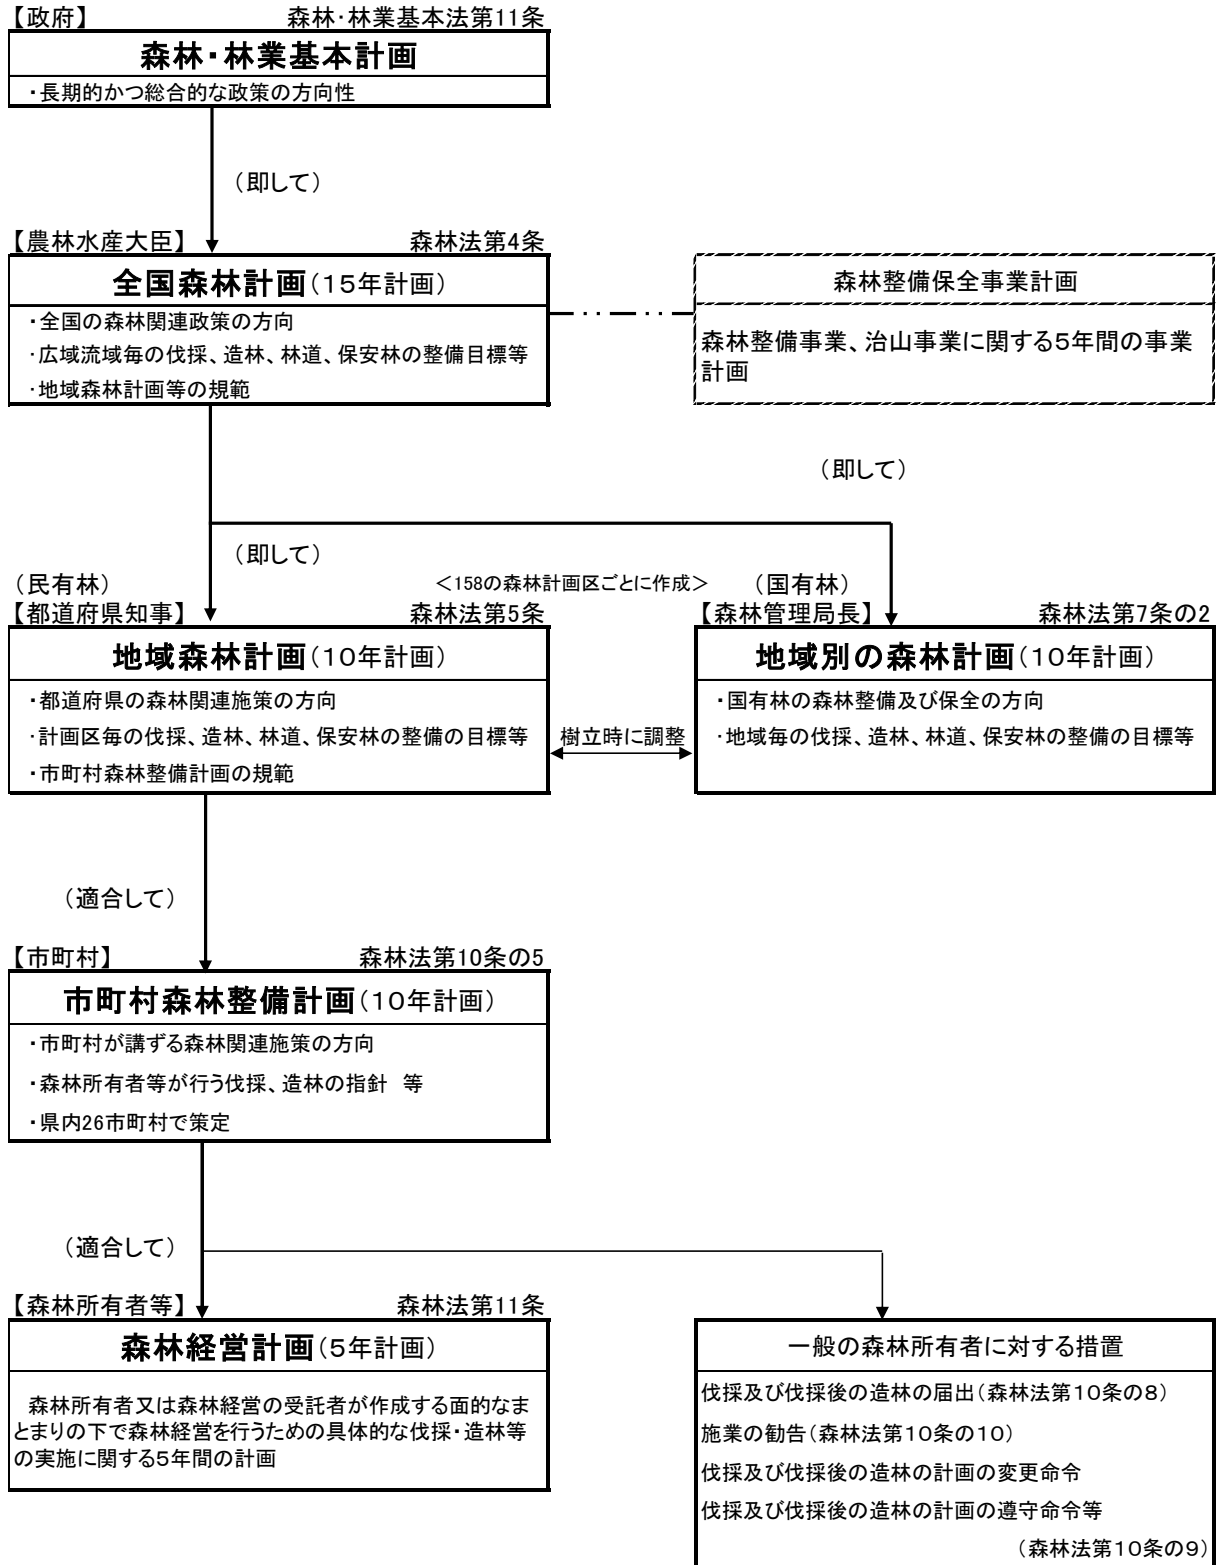 【政府】 森林・林業基本法第11条
森林・林業基本計画
・長期的かつ総合的な政策の方向性
（即して）
【農林水産大臣】 森林法第4条
全国森林計画（１５年計画）
・全国の森林関連政策の方向
・広域流域毎の伐採、造林、林道、保安林の整備目標等
・地域森林計画等の規範
森林整備保全事業計画
森林整備事業、治山事業に関する5年間の事業
計画
（即して）
（即して）
（民有林） ＜158の森林計画区ごとに作成＞ （国有林）
【都道府県知事】 森林法第5条
地域森林計画（１０年計画）
・都道府県の森林関連施策の方向
・計画区毎の伐採、造林、林道、保安林の整備の目標等
・市町村森林整備計画の規範
樹立時に調整
【森林管理局長】 森林法第7条の2
地域別の森林計画（１０年計画）
・国有林の森林整備及び保全の方向
・地域毎の伐採、造林、林道、保安林の整備の目標等
（適合して）
【市町村】 森林法第10条の5
市町村森林整備計画（１０年計画）
・市町村が講ずる森林関連施策の方向
・森林所有者等が行う伐採、造林の指針　等
・県内26市町村で策定
（適合して）
【森林所有者等】 森林法第11条
森林経営計画（５年計画）
　森林所有者又は森林経営の受託者が作成する面的なま
とまりの下で森林経営を行うための具体的な伐採・造林等
の実施に関する5年間の計画
一般の森林所有者に対する措置
伐採及び伐採後の造林の届出（森林法第１０条の８）
施業の勧告（森林法第１０条の１０）
伐採及び伐採後の造林の計画の変更命令
伐採及び伐採後の造林の計画の遵守命令等
（森林法第１０条の９）